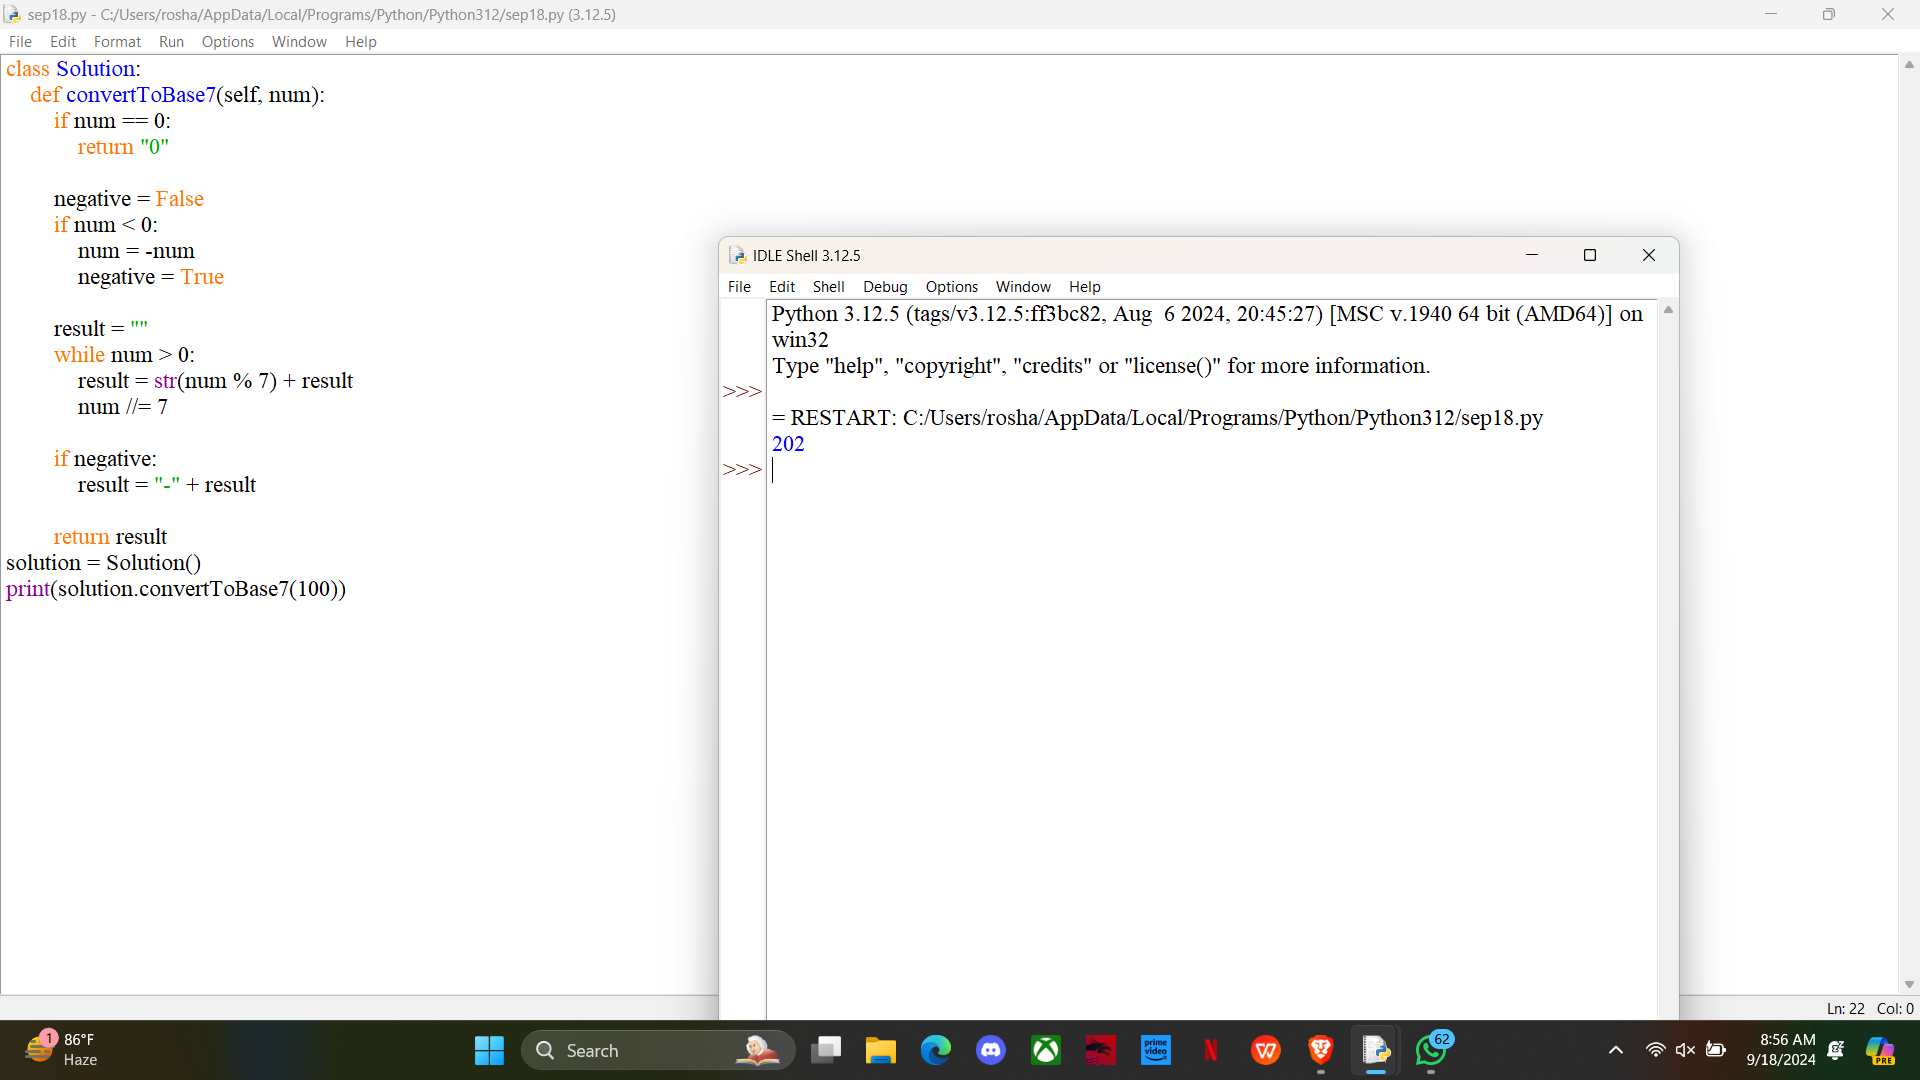 sep18.py - C:/Users/rosha/AppData/Local/Programs/Python/Python312/sep18.py (3.12.5)
File Edit Format Run Options Window Help
class Solution:
    def convertToBase7(self, num):
        if num == 0:
            return "0"
        negative = False
        if num < 0:
            num = -num
            negative = True
        result = ""
        while num > 0:
            result = str(num % 7) + result
            num //= 7
        if negative:
            result = "-" + result
        return result
solution = Solution()
print(solution.convertToBase7(100))
IDLE Shell 3.12.5
File Edit Shell Debug Options Window Help
Python 3.12.5 (tags/v3.12.5:ff3bc82, Aug  6 2024, 20:45:27) [MSC v.1940 64 bit (AMD64)] on
win32
Type "help", "copyright", "credits" or "license()" for more information.
>>>
= RESTART: C:/Users/rosha/AppData/Local/Programs/Python/Python312/sep18.py
202
>>>
Ln: 22 Col: 0
1
86°F
Haze
Search
prime video
N
W
62
8:56 AM
9/18/2024
PRE